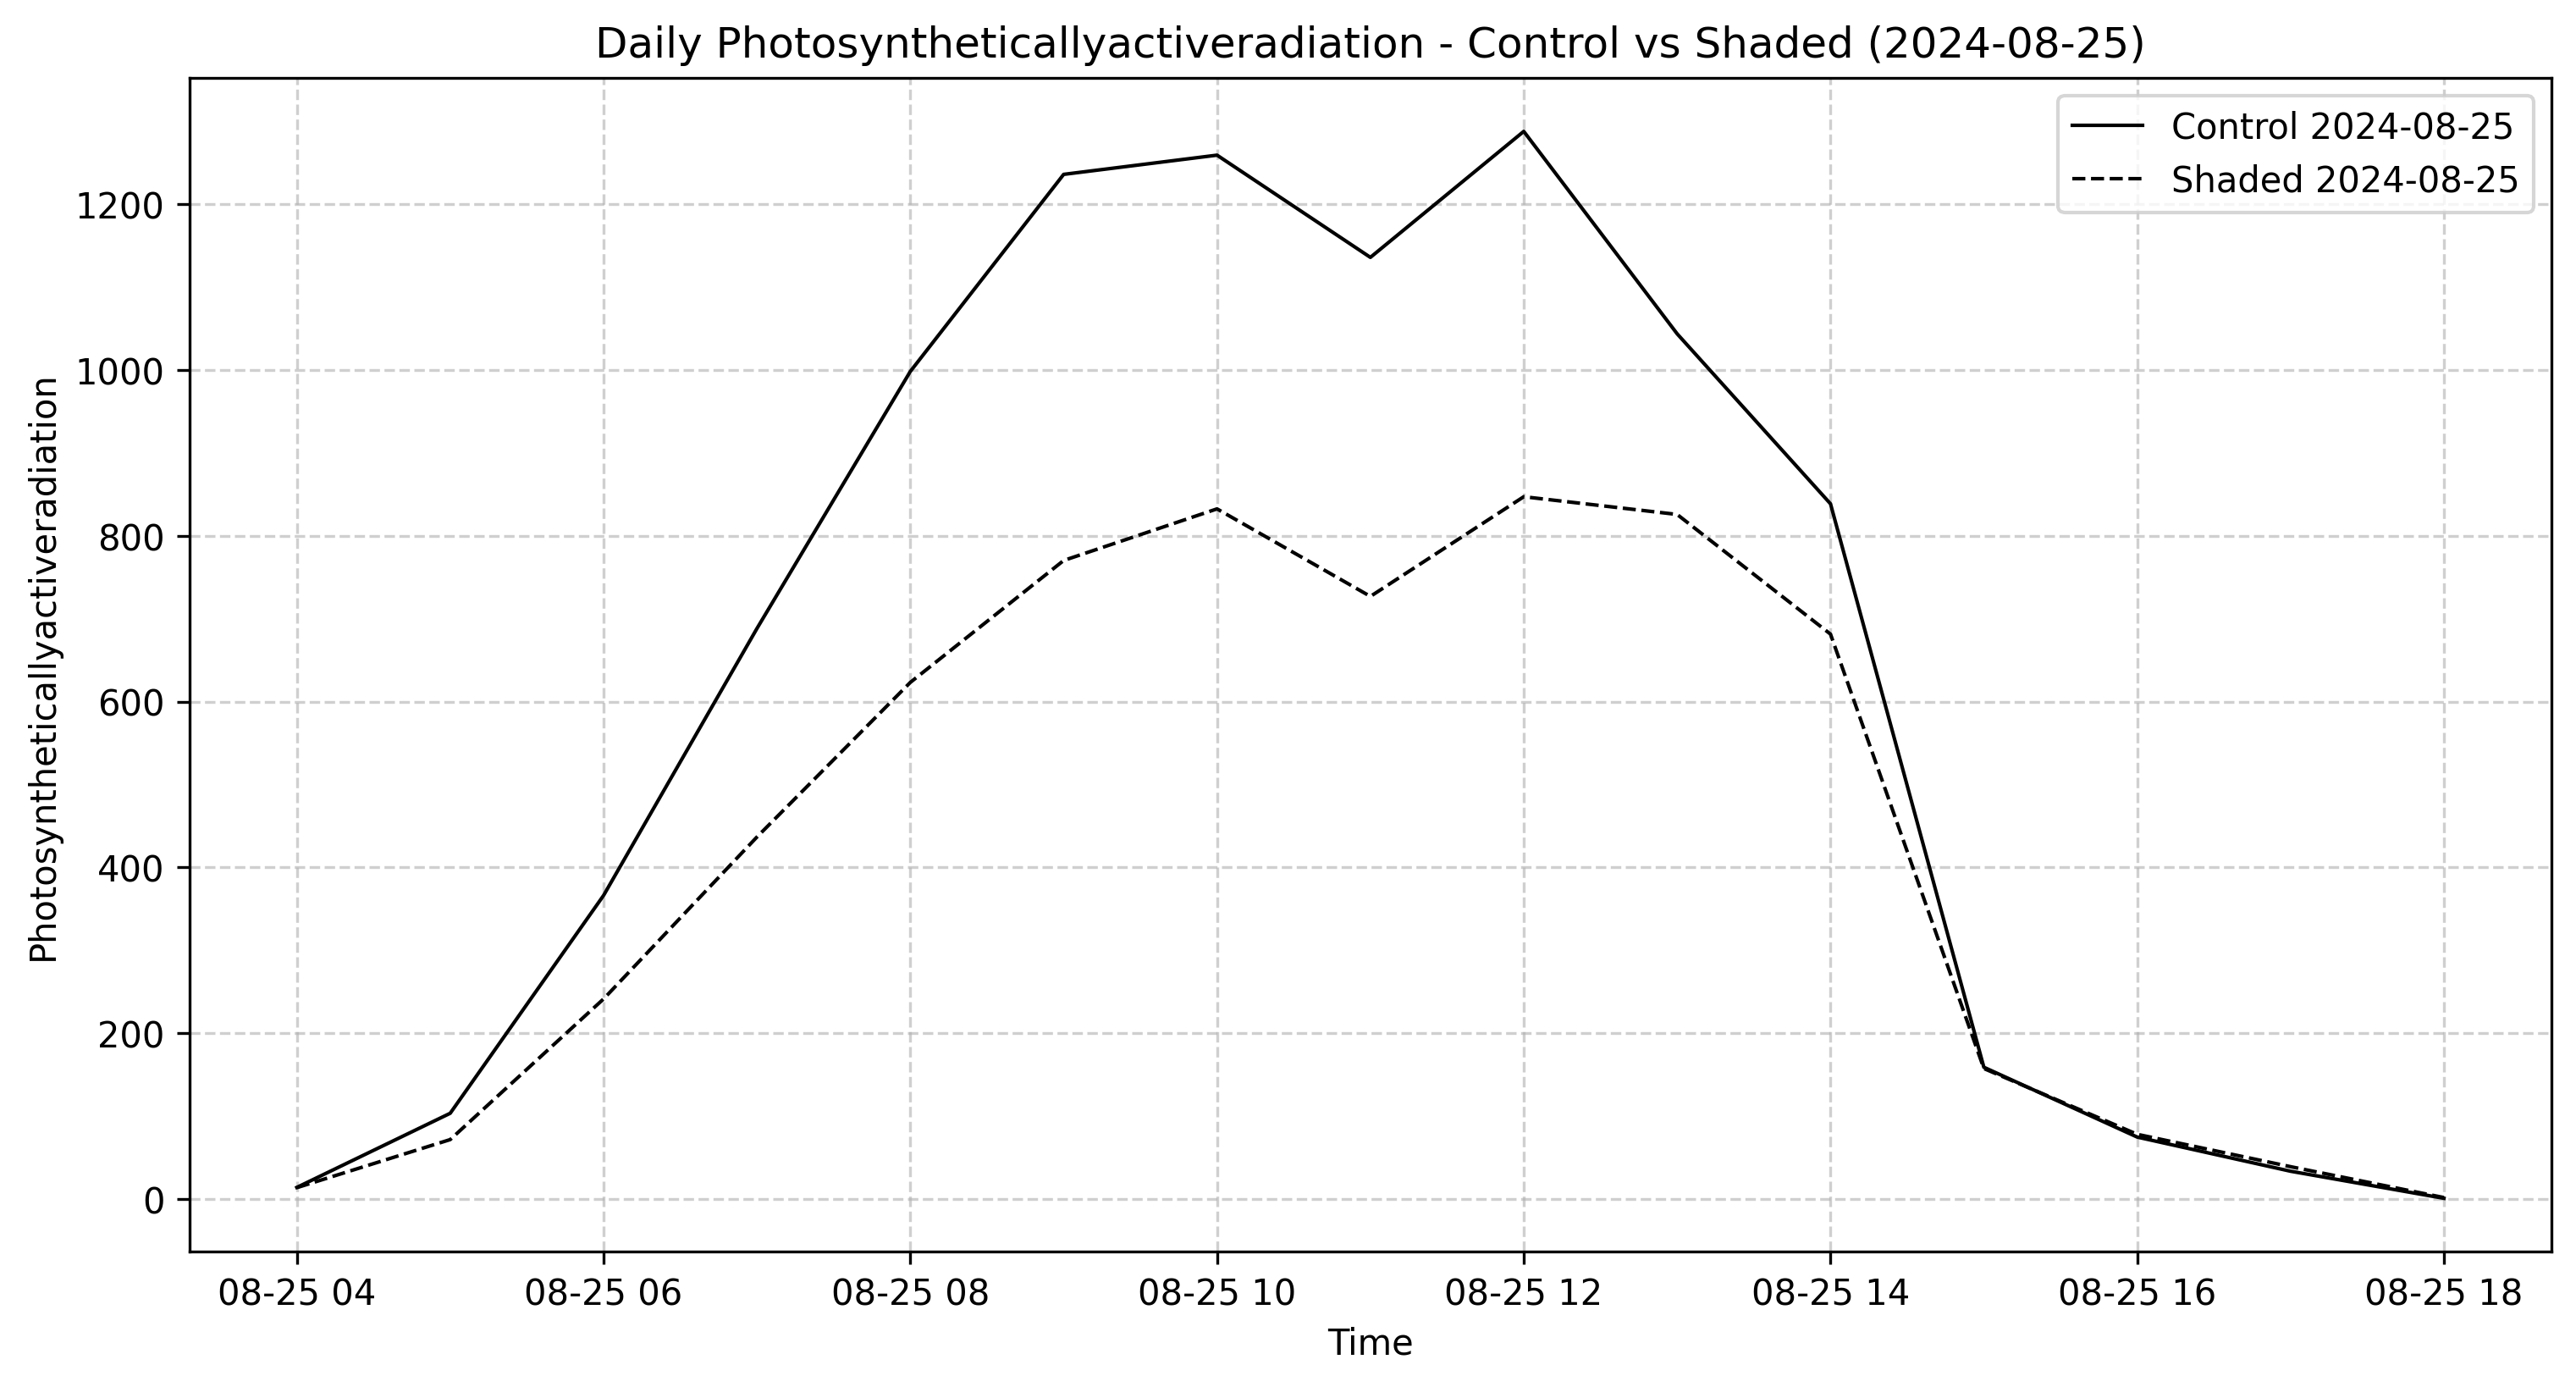 Daily Photosyntheticallyactiveradiation - Control vs Shaded (2024-08-25)
Control 2024-08-25
Shaded 2024-08-25
Photosyntheticallyactiveradiation
1200
1000
800
600
400
200
0
08-25 04 08-25 06 08-25 08 08-25 10 08-25 12 08-25 14 08-25 16 08-25 18
Time